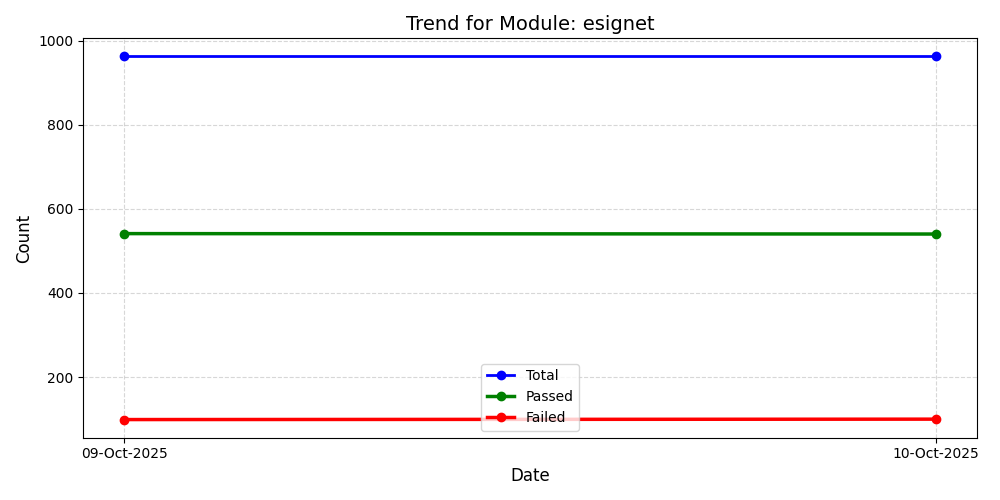 Trend for Module: esignet
1000
800
600
400
200
Count
Total
Passed
Failed
09-Oct-2025 10-Oct-2025
Date